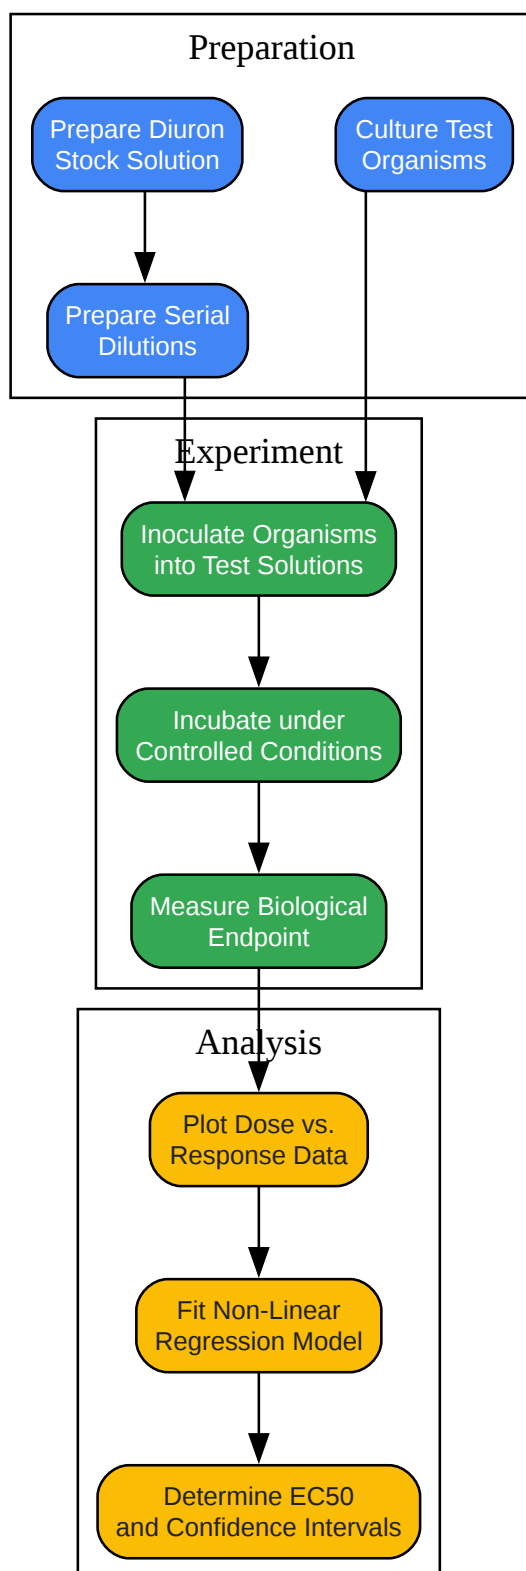 Preparation
Prepare Diuron
Stock Solution
Culture Test
Organisms
Prepare Serial
Dilutions
Experiment
Inoculate Organisms
into Test Solutions
Incubate under
Controlled Conditions
Measure Biological
Endpoint
Analysis
Plot Dose vs.
Response Data
Fit Non-Linear
Regression Model
Determine EC50
and Confidence Intervals